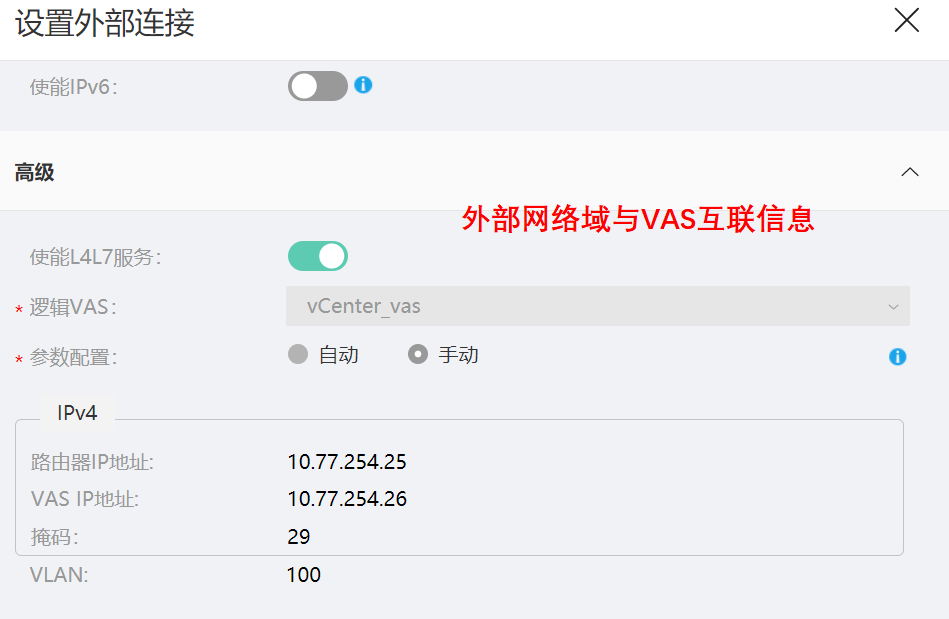 设置外部连接
使能IPv6:
高级
外部网络域与VAS互联信息
使能L4L7服务:
* 逻辑VAS: vCenter_vas
* 参数配置: 自动 手动
IPv4
路由器IP地址: 10.77.254.25
VAS IP地址: 10.77.254.26
掩码: 29
VLAN: 100